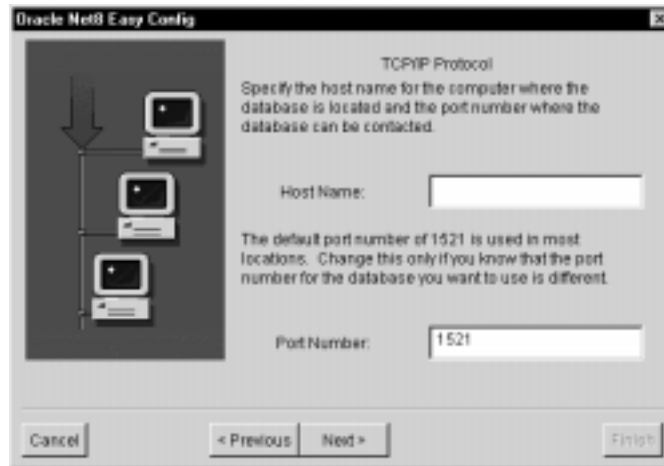 Oracle Net8 Easy Config
TCP/IP Protocol
Specify the host name for the computer where the
database is located and the port number where the
database can be contacted.
Host Name:
The default port number of 1521 is used in most
locations. Change this only if you know that the port
number for the database you want to use is different.
Port Number:
1521
Cancel
< Previous
Next >
Finish